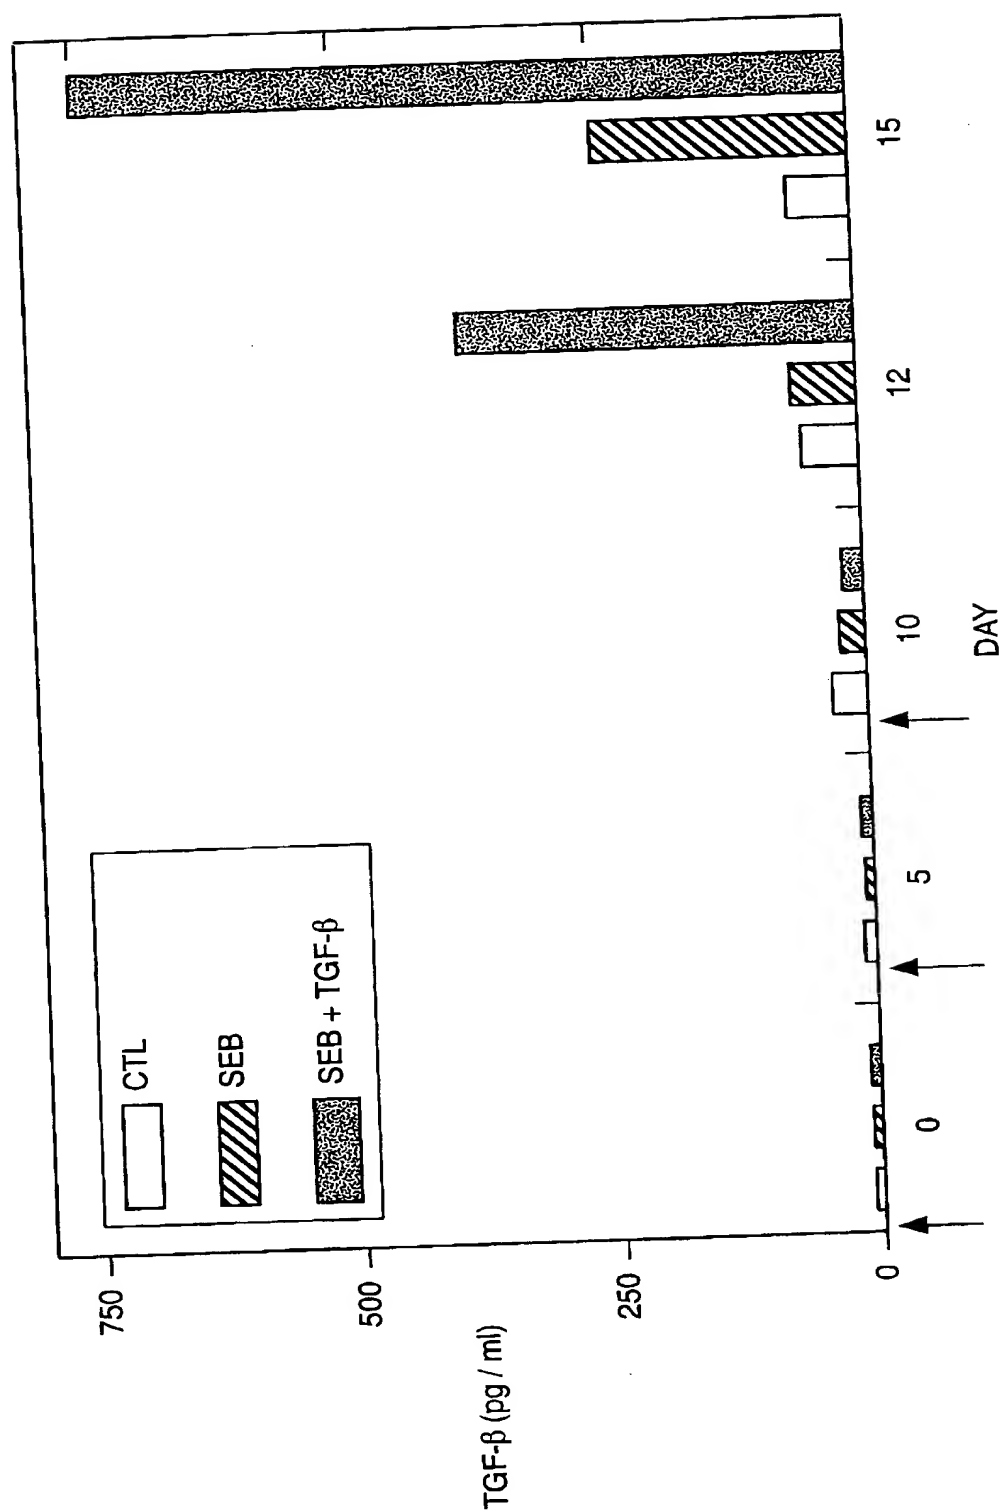 TGF-β (pg / ml)
750
500
250
0
CTL
SEB
SEB + TGF-β
0
5
10
12
15
DAY